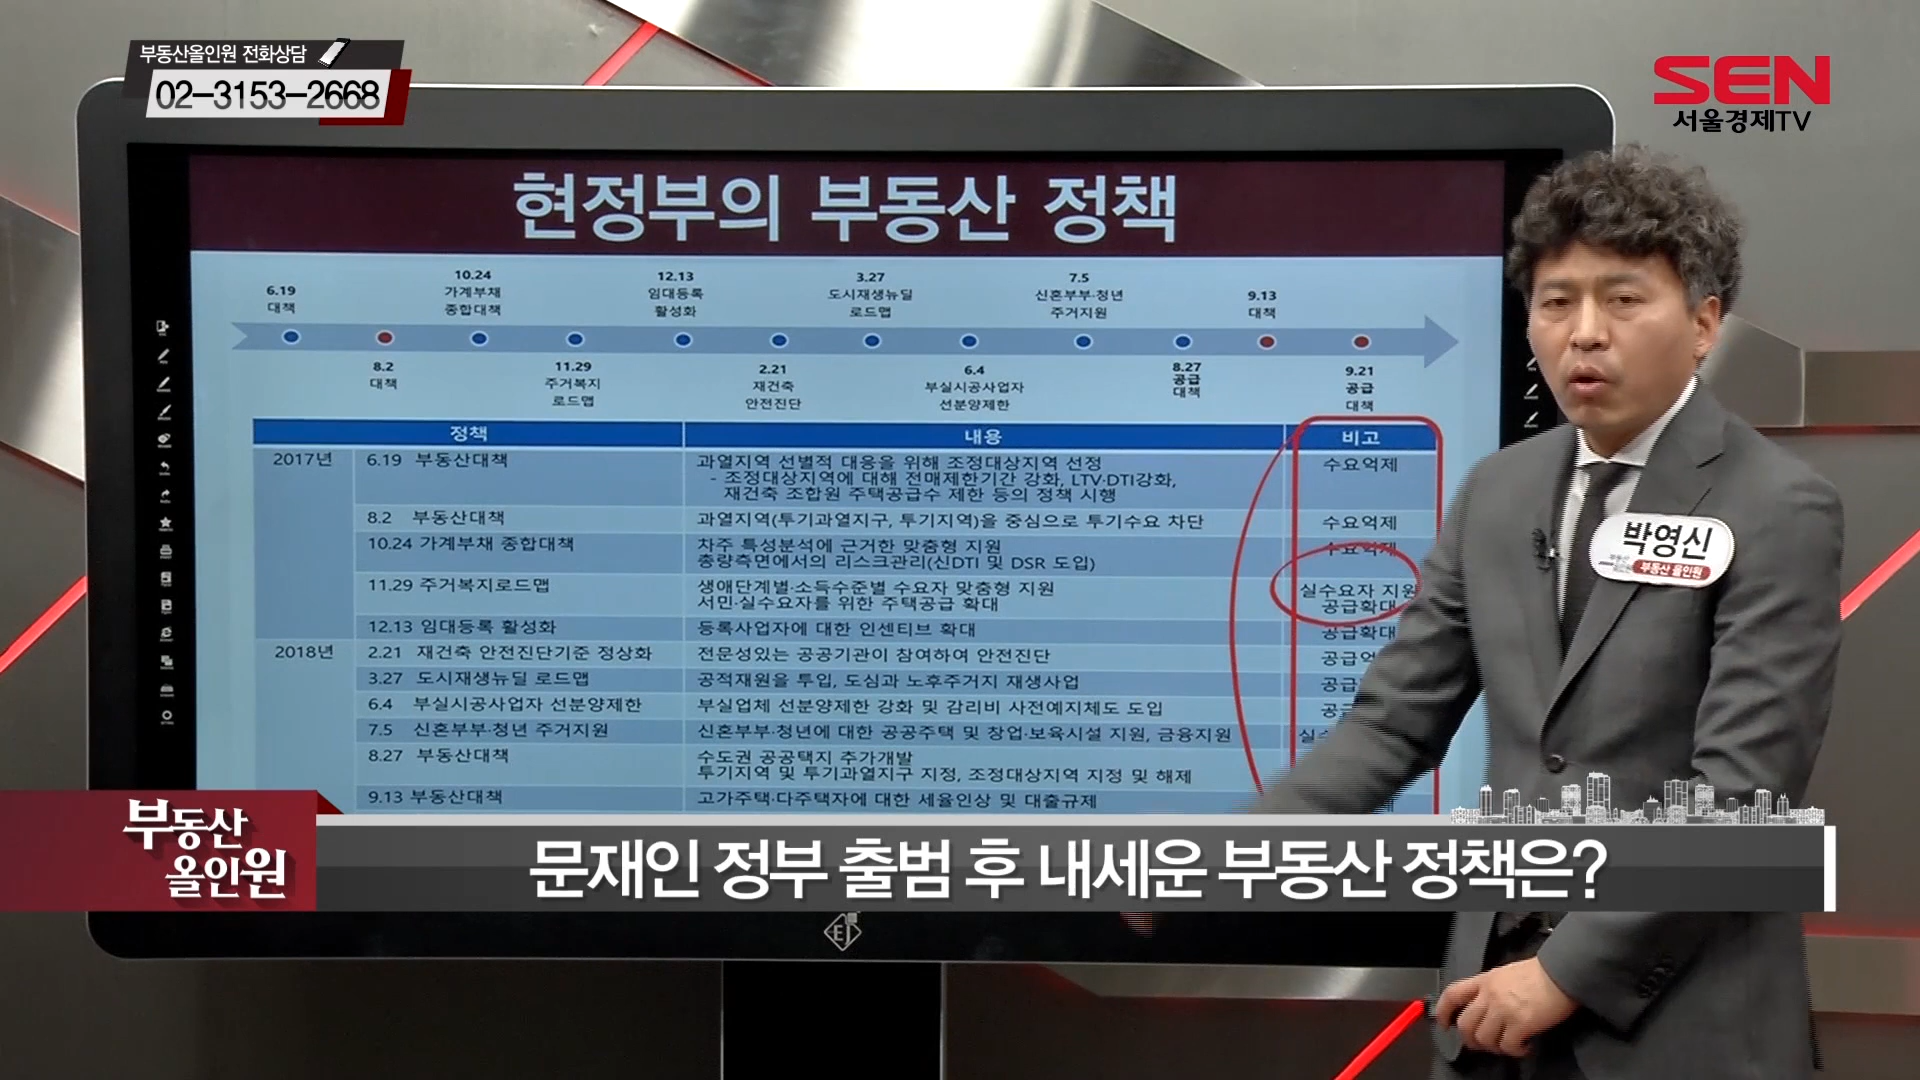 부동산올인원 전화상담
02-3153-2668
SEN
서울경제TV
현정부의 부동산 정책
6.19
대책
10.24
가계부채
종합대책
12.13
임대등록
활성화
3.27
도시재생뉴딜
로드맵
7.5
신혼부부·청년
주거지원
9.13
대책
8.2
대책
11.29
주거복지
로드맵
2.21
재건축
안전진단
6.4
부실시공사업자
선분양제한
8.27
공급
대책
9.21
공급
대책
정책 내용 비고
2017년 6.19 부동산대책 과열지역 선별적 대응을 위해 조정대상지역 선정 수요억제
- 조정대상지역에 대해 전매제한기간 강화, LTV·DTI강화,
재건축 조합원 주택공급수 제한 등의 정책 시행
8.2 부동산대책 과열지역(투기과열지구, 투기지역)을 중심으로 투기수요 차단 수요억제
10.24 가계부채 종합대책 차주 특성분석에 근거한 맞춤형 지원 수요억제
총량측면에서의 리스크관리(신DTI 및 DSR 도입)
11.29 주거복지로드맵 생애단계별·소득수준별 수요자 맞춤형 지원 실수요자 지원
서민·실수요자를 위한 주택공급 확대 공급확대
12.13 임대등록 활성화 등록사업자에 대한 인센티브 확대 공급확대
2018년 2.21 재건축 안전진단기준 정상화 전문성있는 공공기관이 참여하여 안전진단
3.27 도시재생뉴딜 로드맵 공적재원을 투입, 도심과 노후주거지 재생사업
6.4 부실시공사업자 선분양제한 부실업체 선분양제한 강화 및 감리비 사전예지체도 도입
7.5 신혼부부·청년 주거지원 신혼부부·청년에 대한 공공주택 및 창업·보육시설 지원, 금융지원
8.27 부동산대책 수도권 공공택지 추가개발
투기지역 및 투기과열지구 지정, 조정대상지역 지정 및 해제
9.13 부동산대책 고가주택·다주택자에 대한 세율인상 및 대출규제
박영신
부동산 올인원
부동산
올인원
문재인 정부 출범 후 내세운 부동산 정책은?
EJ